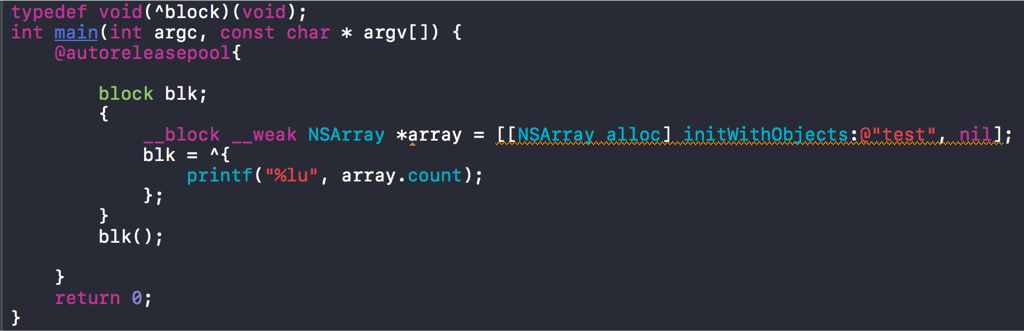 typedef void(^block)(void);
int main(int argc, const char * argv[]) {
    @autoreleasepool{
        block blk;
        {
            __block __weak NSArray *array = [[NSArray alloc] initWithObjects:@"test", nil];
            blk = ^{
                printf("%lu", array.count);
            };
        }
        blk();
    }
    return 0;
}